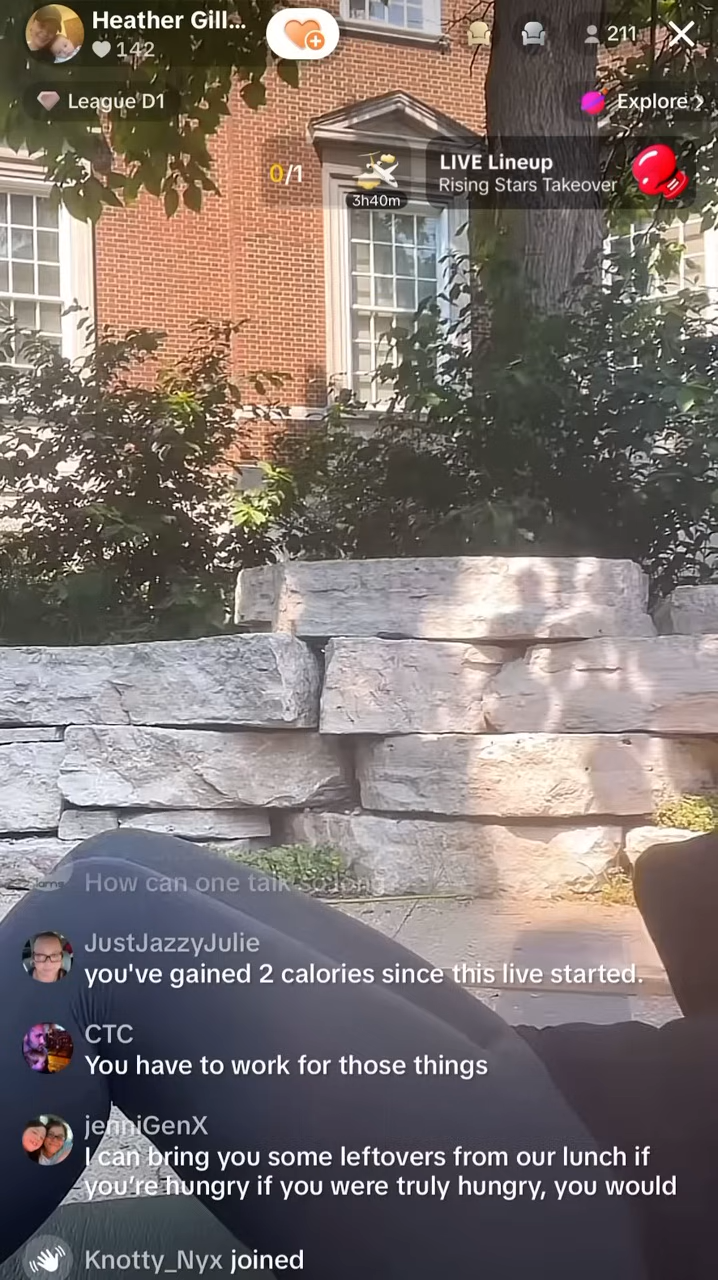 Heather Gill...
142
211
League D1
Explore >
0/1
LIVE Lineup
Rising Stars Takeover
3h40m
How can one talk so long
JustJazzyJulie
you've gained 2 calories since this live started.
CTC
You have to work for those things
jenniGenX
I can bring you some leftovers from our lunch if
you're hungry if you were truly hungry, you would
Knotty_Nyx joined